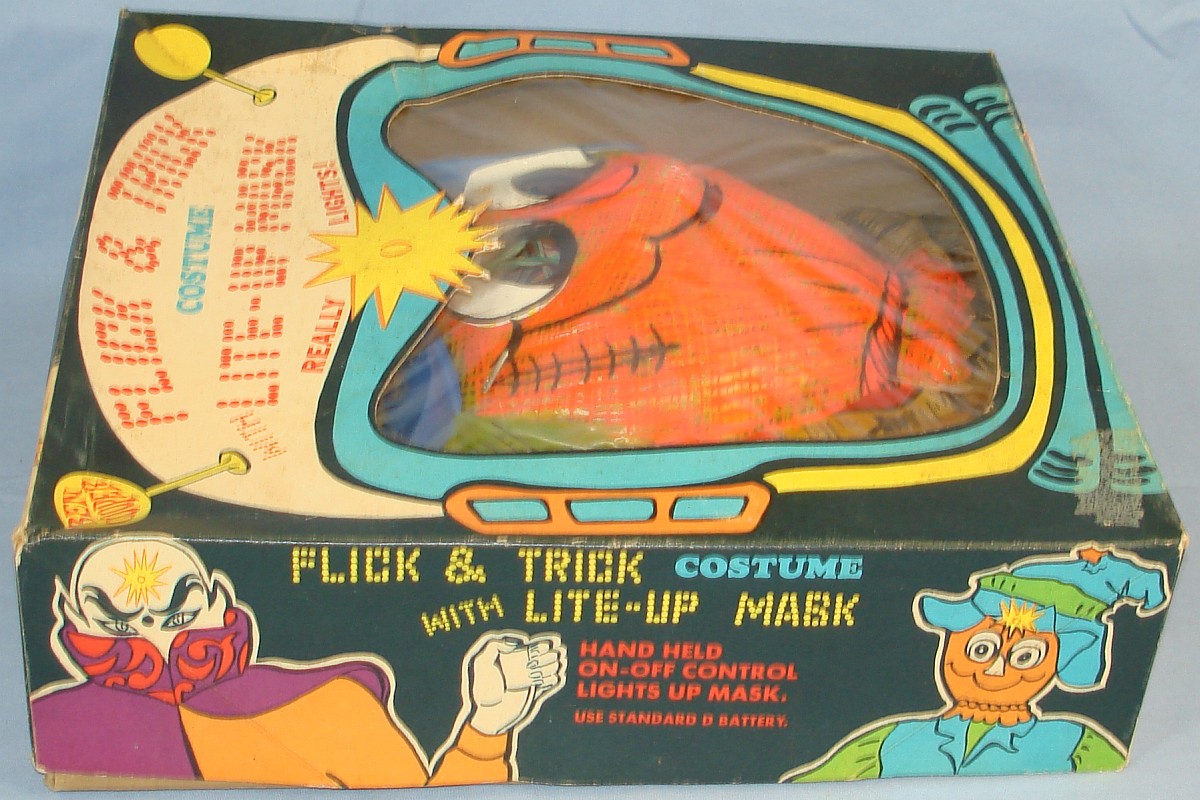 FLICK & TRICK
COSTUME
WITH LITE-UP MASK
REALLY LIGHTS!
FLICK & TRICK COSTUME
WITH LITE-UP MASK
HAND HELD
ON-OFF CONTROL
LIGHTS UP MASK.
USE STANDARD D BATTERY.